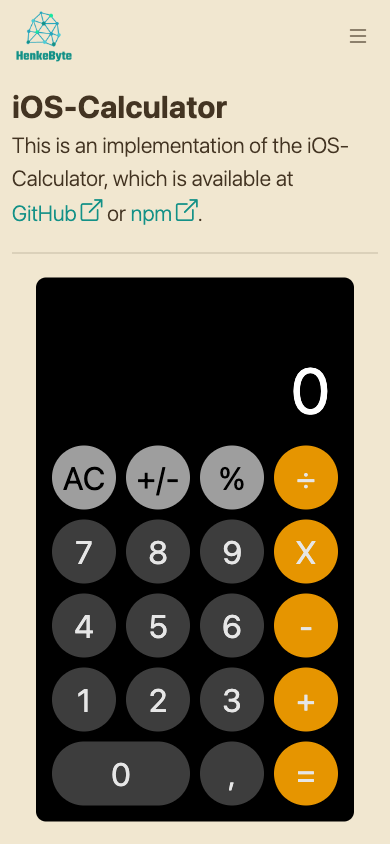 HenkeByte
iOS-Calculator
This is an implementation of the iOS-
Calculator, which is available at
GitHub or npm.
0
AC +/- % ÷
7 8 9 X
4 5 6 -
1 2 3 +
0 , =